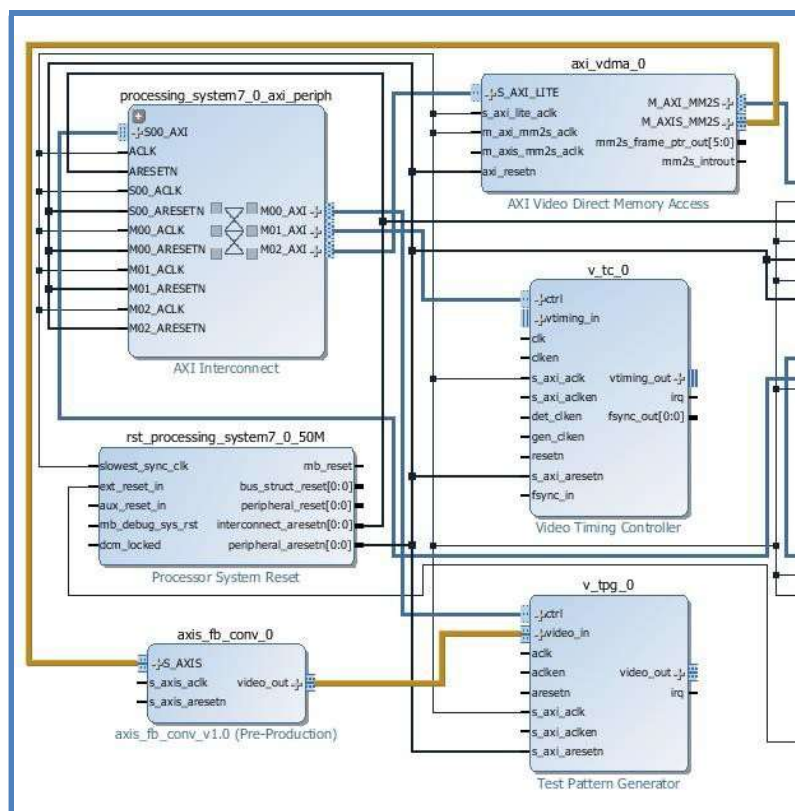 processing_system7_0_axi_periph
S00_AXI
ACLK
ARESETN
S00_ACLK
S00_ARESETN
M00_ACLK
M00_ARESETN
M01_ACLK
M01_ARESETN
M02_ACLK
M02_ARESETN
M00_AXI
M01_AXI
M02_AXI
AXI Interconnect
axi_vdma_0
S_AXI_LITE
s_axi_lite_aclk
m_axi_mm2s_aclk
m_axis_mm2s_aclk
axi_resetn
M_AXI_MM2S
M_AXIS_MM2S
mm2s_frame_ptr_out[5:0]
mm2s_introut
AXI Video Direct Memory Access
v_tc_0
ctrl
vtiming_in
clk
clken
s_axi_aclk
s_axi_aclken
det_clken
gen_clken
resetn
s_axi_aresetn
fsync_in
vtiming_out
irq
fsync_out[0:0]
Video Timing Controller
rst_processing_system7_0_50M
slowest_sync_clk
ext_reset_in
aux_reset_in
mb_debug_sys_rst
dcm_locked
mb_reset
bus_struct_reset[0:0]
peripheral_reset[0:0]
interconnect_aresetn[0:0]
peripheral_aresetn[0:0]
Processor System Reset
axis_fb_conv_0
S_AXIS
s_axis_aclk
s_axis_aresetn
video_out
axis_fb_conv_v1.0 (Pre-Production)
v_tpg_0
ctrl
video_in
aclk
aclken
aresetn
s_axi_aclk
s_axi_aclken
s_axi_aresetn
video_out
irq
Test Pattern Generator